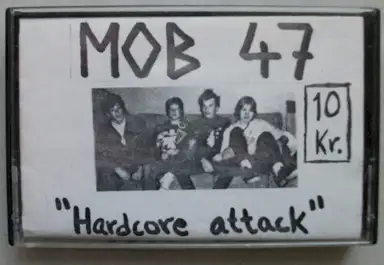 MOB 47
10
Kr.
"Hardcore attack"